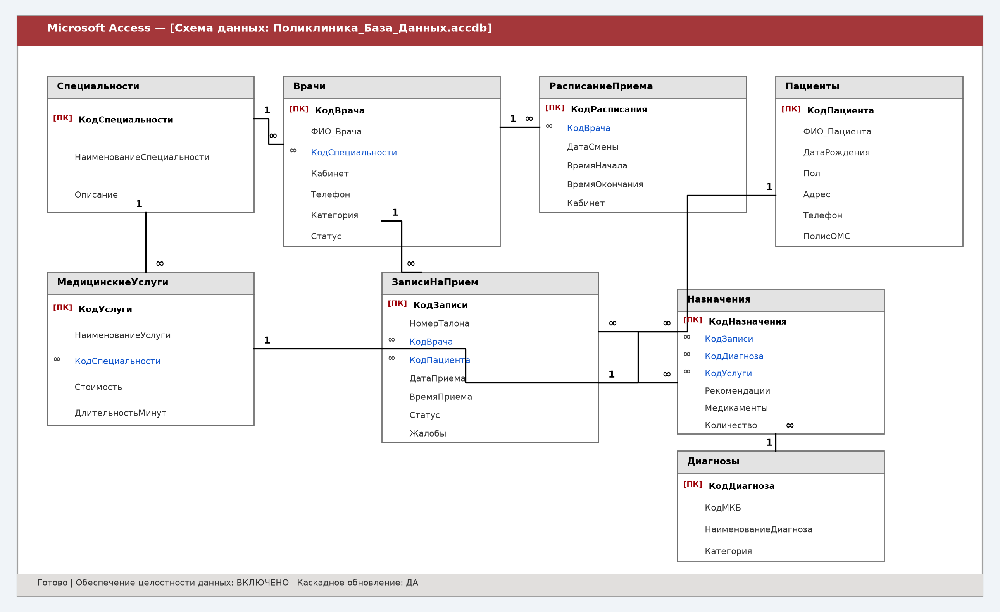 Microsoft Access — [Схема данных: Поликлиника_База_Данных.accdb]
Специальности
[ПК] КодСпециальности
НаименованиеСпециальности
Описание
1
∞
1
∞
Врачи
[ПК] КодВрача
ФИО_Врача
∞ КодСпециальности
Кабинет
Телефон
Категория
Статус
1
∞
1 ∞
РасписаниеПриема
[ПК] КодРасписания
∞ КодВрача
ДатаСмены
ВремяНачала
ВремяОкончания
Кабинет
Пациенты
[ПК] КодПациента
ФИО_Пациента
ДатаРождения
Пол
Адрес
Телефон
ПолисОМС
1
МедицинскиеУслуги
[ПК] КодУслуги
НаименованиеУслуги
∞ КодСпециальности
Стоимость
ДлительностьМинут
1
ЗаписиНаПрием
[ПК] КодЗаписи
НомерТалона
∞ КодВрача
∞ КодПациента
ДатаПриема
ВремяПриема
Статус
Жалобы
∞ ∞
1 ∞
Назначения
[ПК] КодНазначения
∞ КодЗаписи
∞ КодДиагноза
∞ КодУслуги
Рекомендации
Медикаменты
Количество ∞
1
Диагнозы
[ПК] КодДиагноза
КодМКБ
НаименованиеДиагноза
Категория
Готово | Обеспечение целостности данных: ВКЛЮЧЕНО | Каскадное обновление: ДА